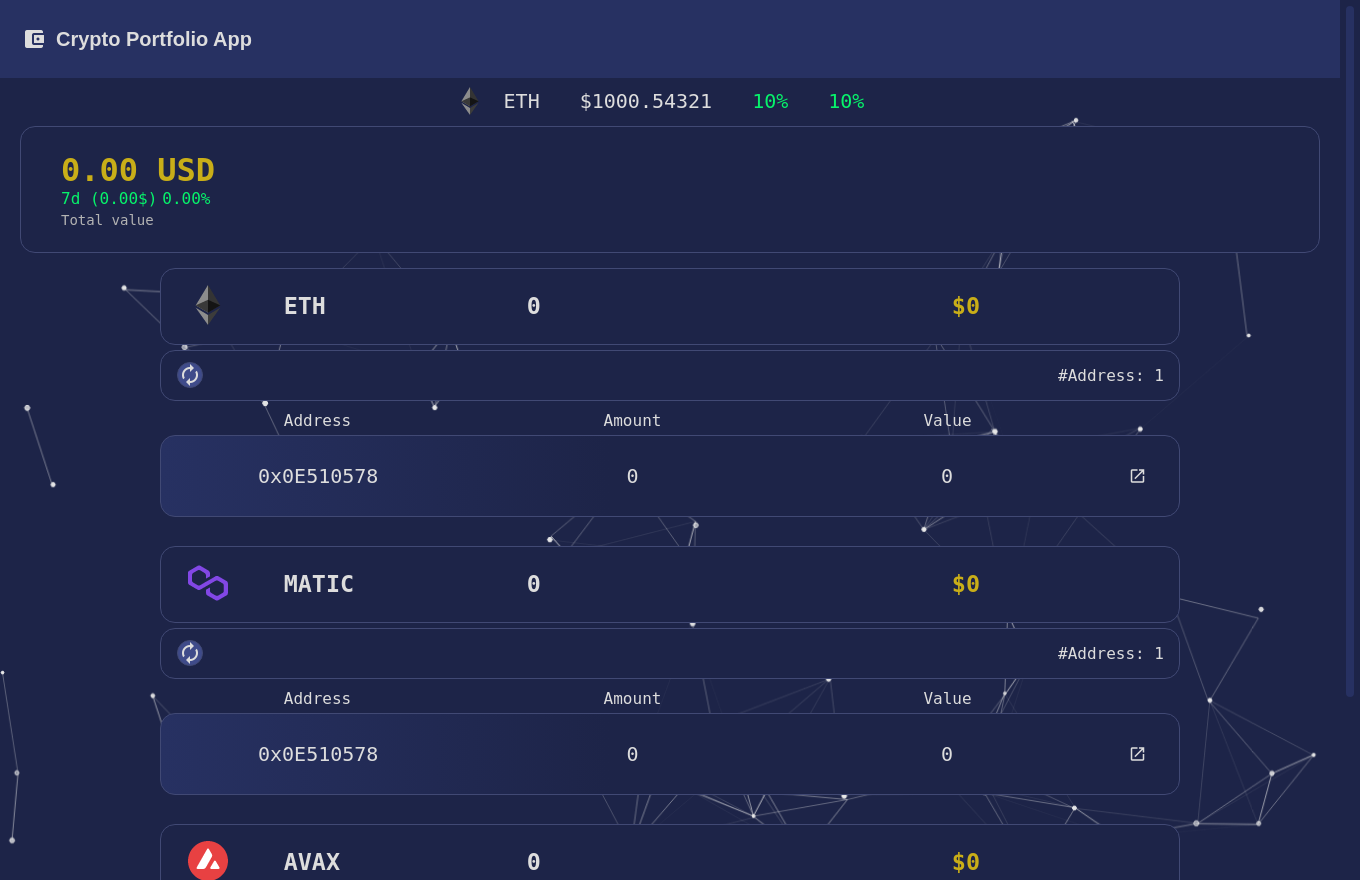 Crypto Portfolio App
ETH $1000.54321 10% 10%
0.00 USD
7d (0.00$) 0.00%
Total value
ETH 0 $0
#Address: 1
Address Amount Value
0x0E510578 0 0
MATIC 0 $0
#Address: 1
Address Amount Value
0x0E510578 0 0
AVAX 0 $0